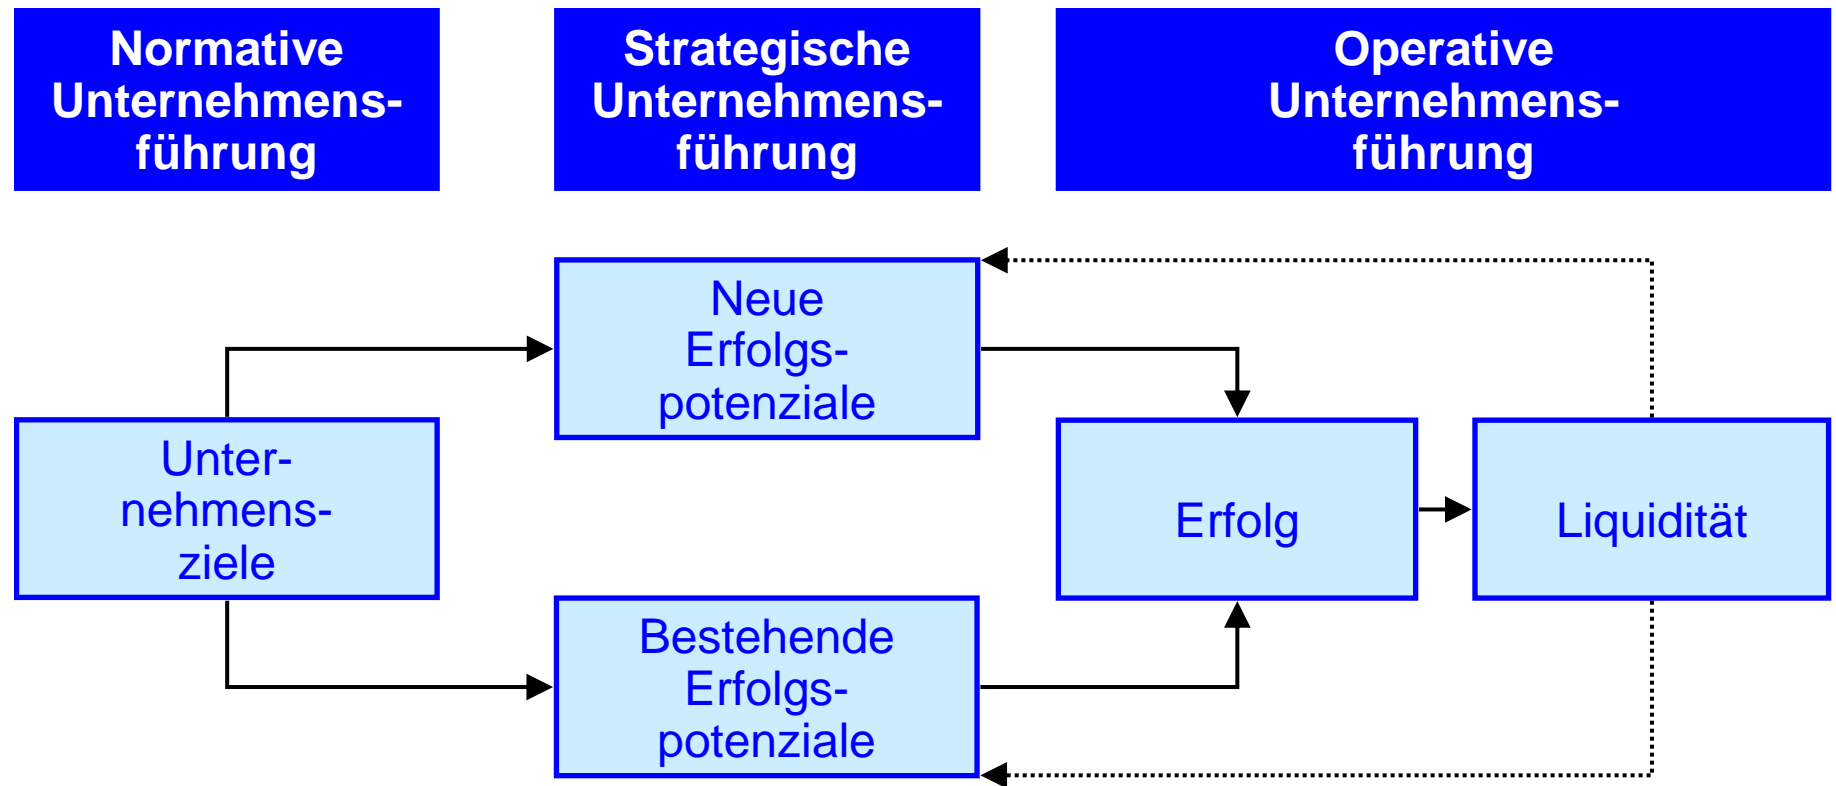 Normative
Unternehmens-
führung
Strategische
Unternehmens-
führung
Operative
Unternehmens-
führung
Neue
Erfolgs-
potenziale
Unter-
nehmens-
ziele
Erfolg
Liquidität
Bestehende
Erfolgs-
potenziale